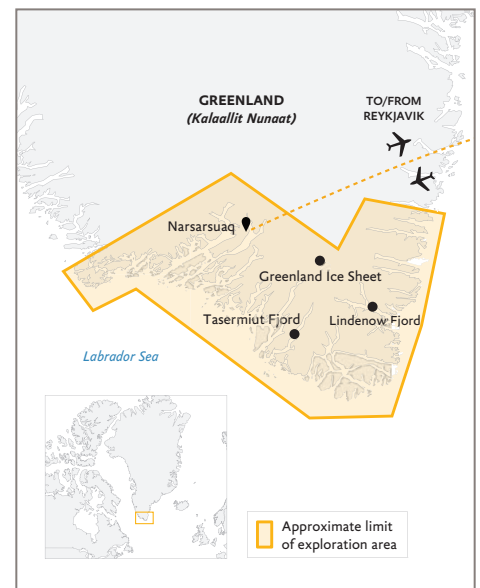 GREENLAND
(Kalaallit Nunaat)
TO/FROM
REYKJAVIK
Narsarsuaq
Greenland Ice Sheet
Tasermiut Fjord
Lindenow Fjord
Labrador Sea
Approximate limit
of exploration area